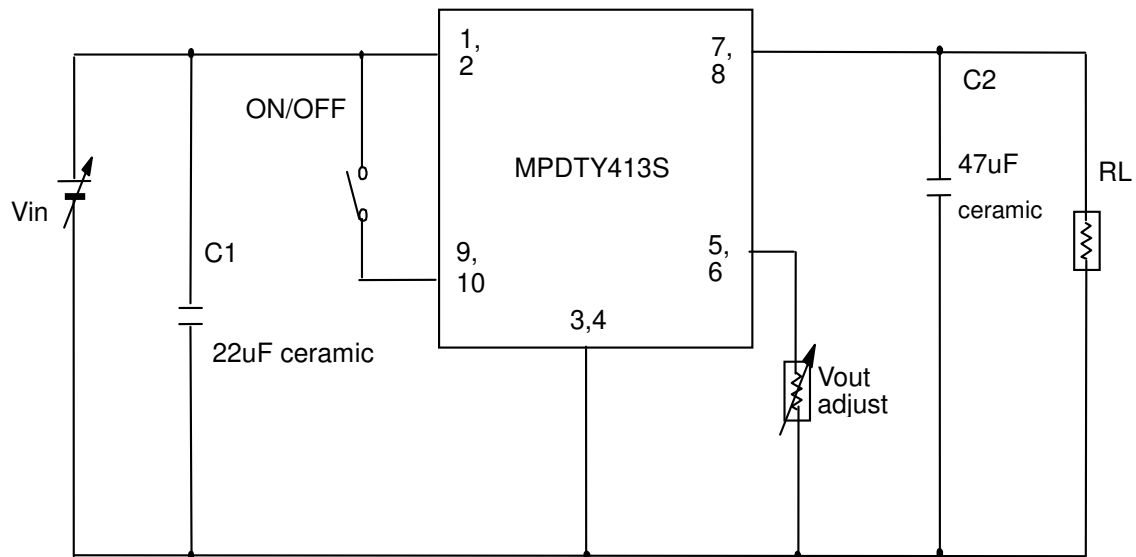 1,
2
7,
8
C2
ON/OFF
MPDTY413S
47uF
ceramic
RL
Vin
C1
9,
10
5,
6
3,4
22uF ceramic
Vout
adjust